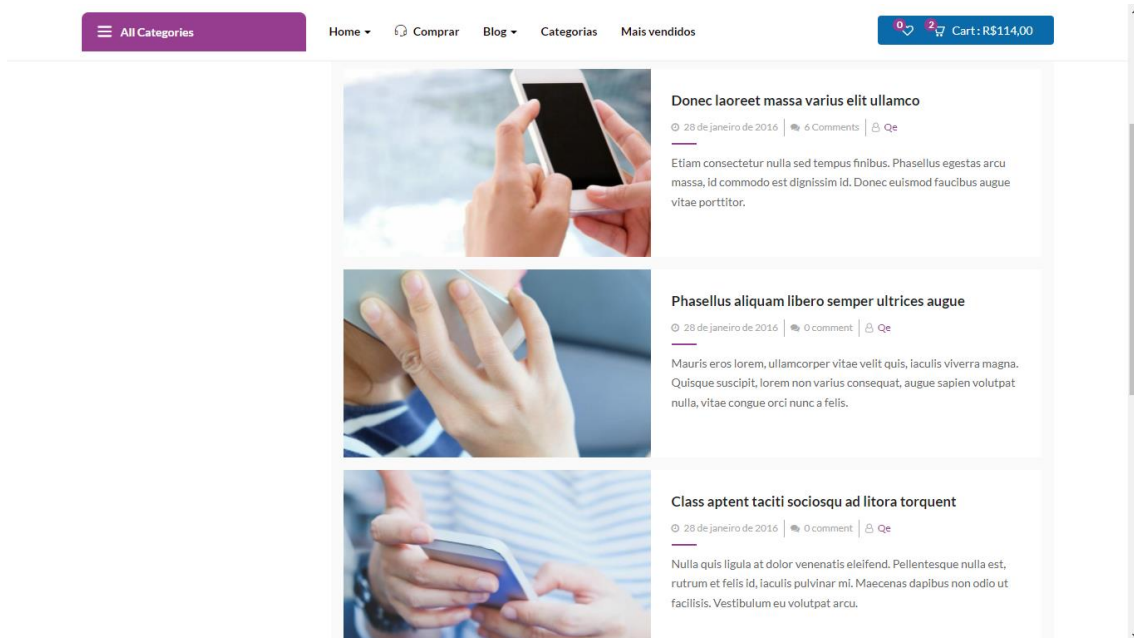 All Categories
Home
Comprar
Blog
Categorias
Mais vendidos
0
2
Cart : R$114,00
Donec laoreet massa varius elit ullamco
28 de janeiro de 2016
6 Comments
Qe
Etiam consectetur nulla sed tempus finibus. Phasellus egestas arcu
massa, id commodo est dignissim id. Donec euismod faucibus augue
vitae porttitor.
Phasellus aliquam libero semper ultrices augue
28 de janeiro de 2016
0 comment
Qe
Mauris eros lorem, ullamcorper vitae velit quis, iaculis viverra magna.
Quisque suscipit, lorem non varius consequat, augue sapien volutpat
nulla, vitae congue orci nunc a felis.
Class aptent taciti sociosqu ad litora torquent
28 de janeiro de 2016
0 comment
Qe
Nulla quis ligula at dolor venenatis eleifend. Pellentesque nulla est,
rutrum et felis id, iaculis pulvinar mi. Maecenas dapibus non odio ut
facilisis. Vestibulum eu volutpat arcu.